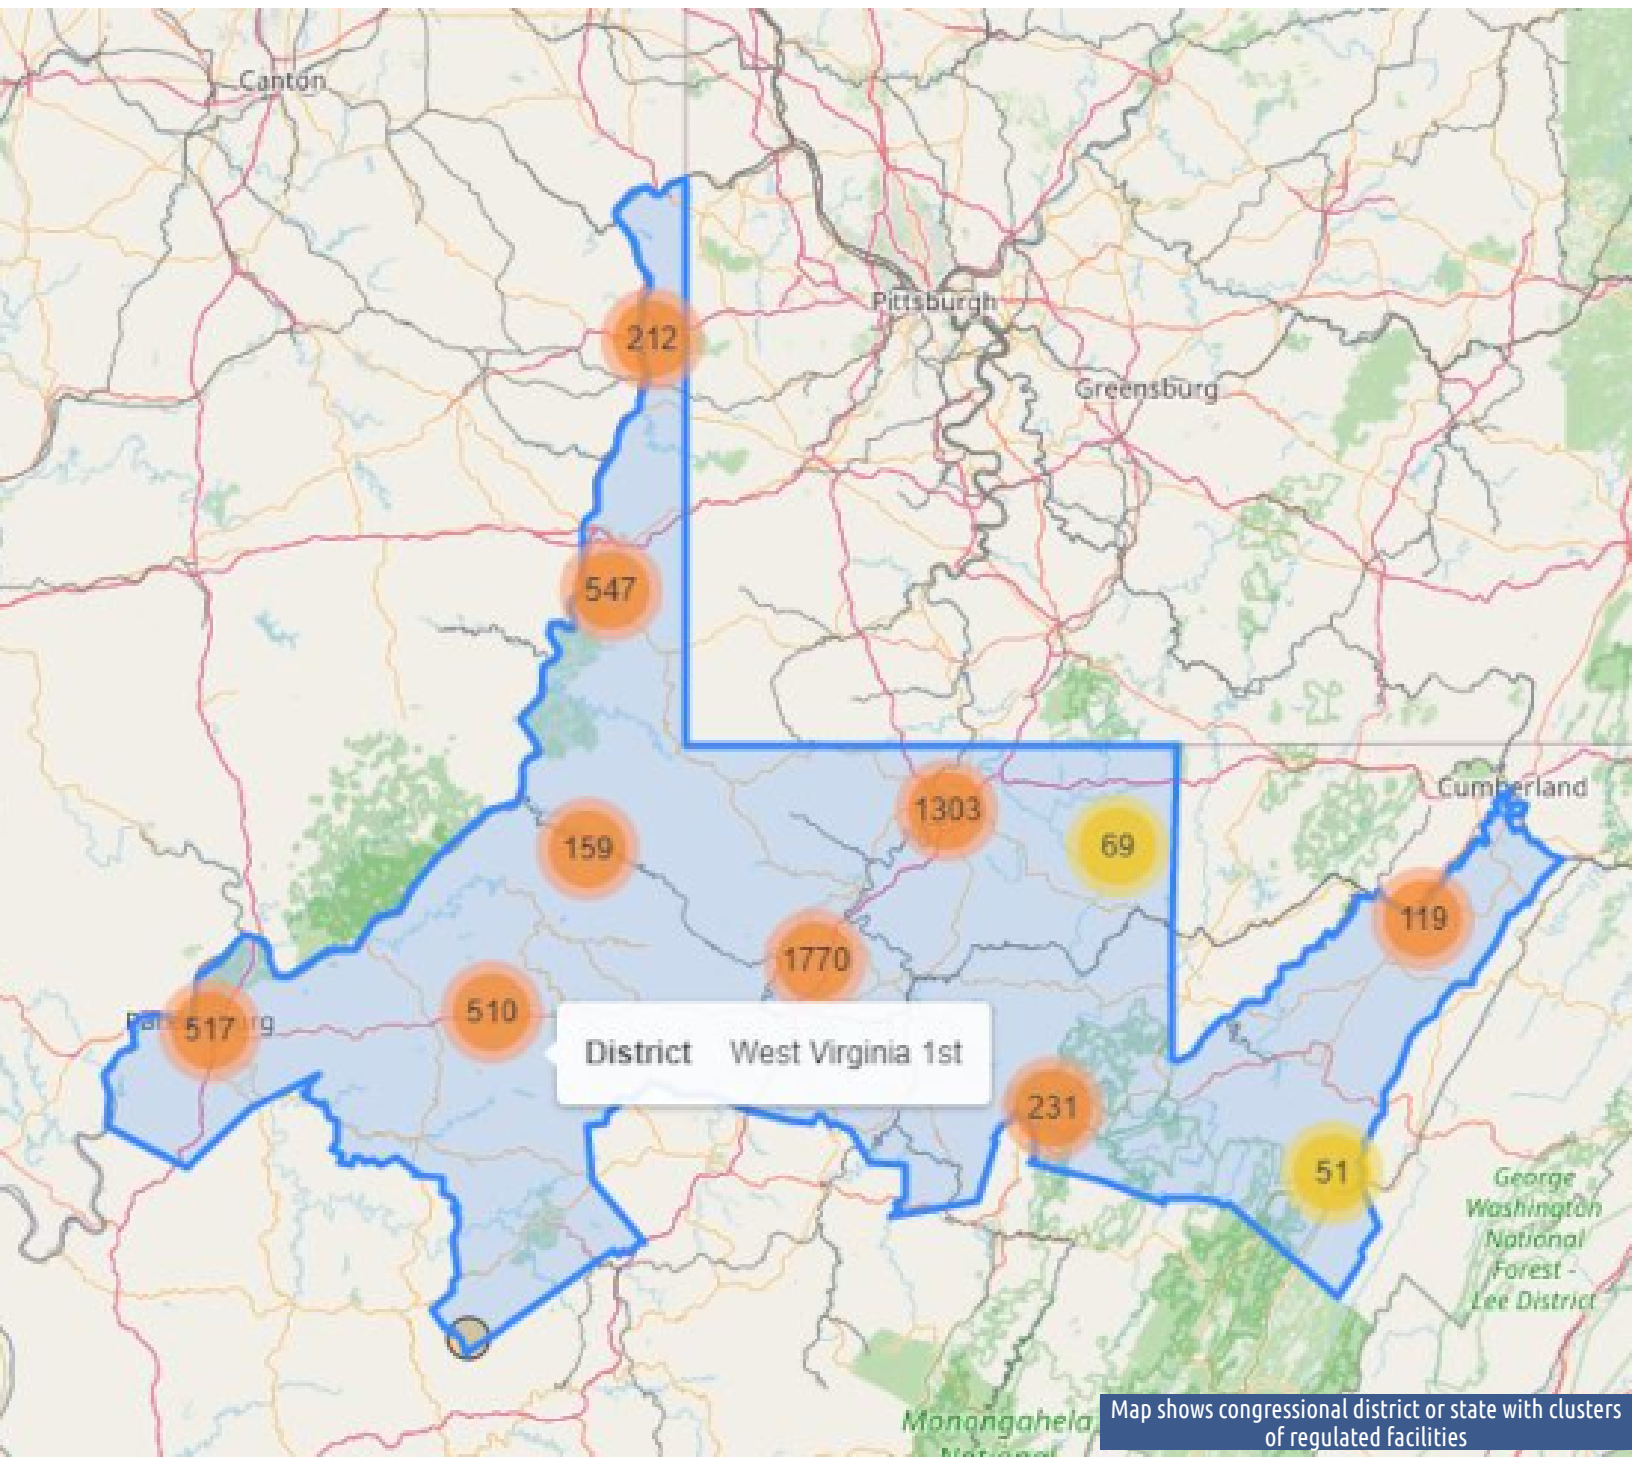 Canton
Pittsburgh
212
Greensburg
547
Cumberland
1303
69
159
119
1770
510
517
District West Virginia 1st
231
51
George
Washington
National
Forest -
Lee District
Monongahela
National
Map shows congressional district or state with clusters
of regulated facilities